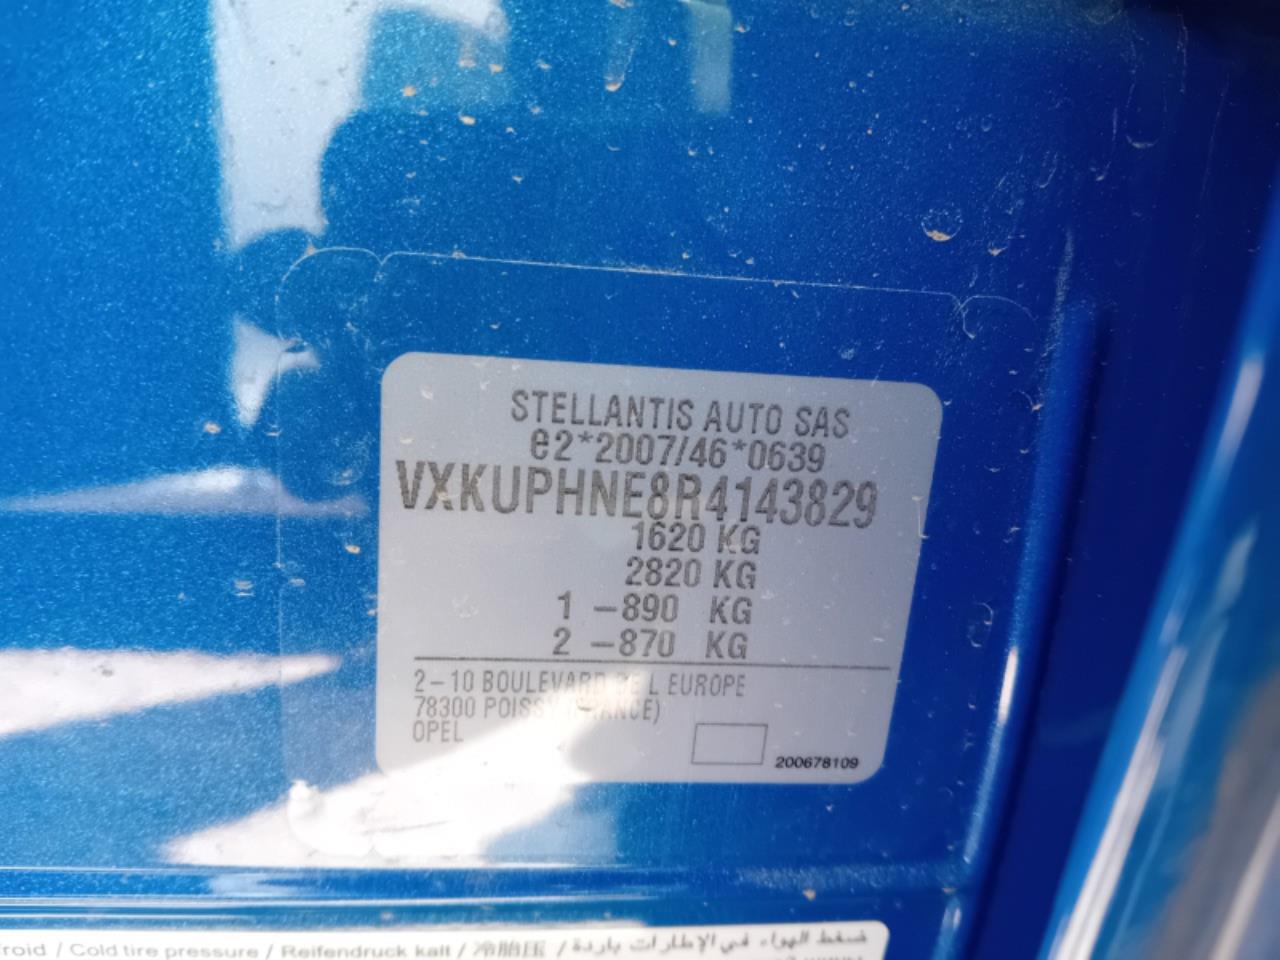 STELLANTIS AUTO SAS
e2*2007/46*0639
VXKUPHNE8R4143829
1620 KG
2820 KG
1 -890 KG
2 -870 KG
2-10 BOULEVARD DE L EUROPE
78300 POISSY (FRANCE)
OPEL
200678109
roid / Cold tire pressure / Reifendruck kalt / 冷胎压 / ضغط الهواء في الإطارات باردة